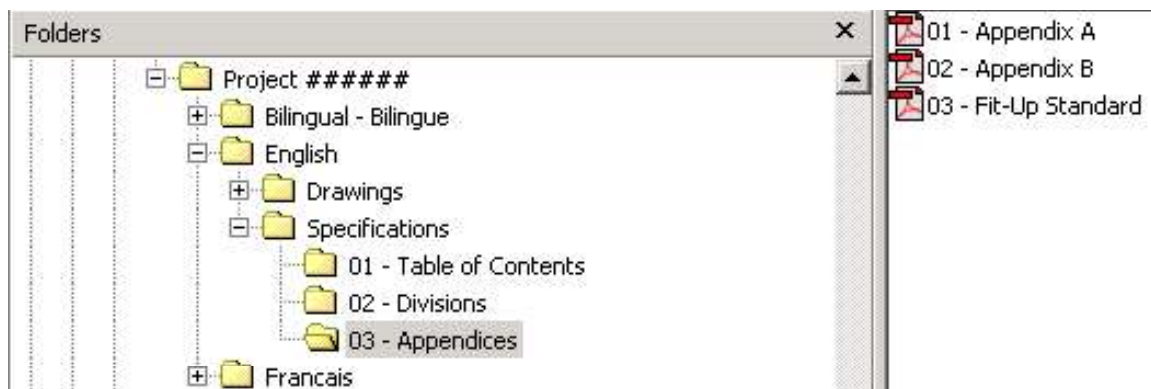 Folders
Project ######
Bilingual - Bilingue
English
Drawings
Specifications
01 - Table of Contents
02 - Divisions
03 - Appendices
Francais
01 - Appendix A
02 - Appendix B
03 - Fit-Up Standard